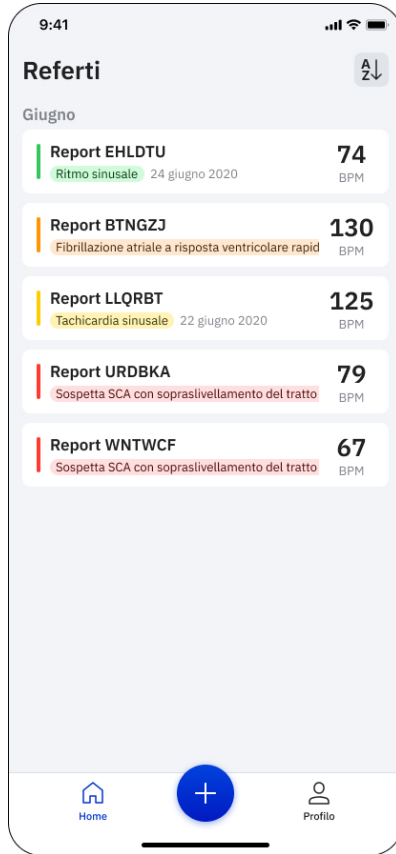 9:41
Referti
A
Z
Giugno
Report EHLDTU
74
Ritmo sinusale 24 giugno 2020
BPM
Report BTNGZJ
130
Fibrillazione atriale a risposta ventricolare rapid
BPM
Report LLQRBT
125
Tachicardia sinusale 22 giugno 2020
BPM
Report URDBKA
79
Sospetta SCA con sopraslivellamento del tratto
BPM
Report WNTWCF
67
Sospetta SCA con sopraslivellamento del tratto
BPM
Home
Profilo